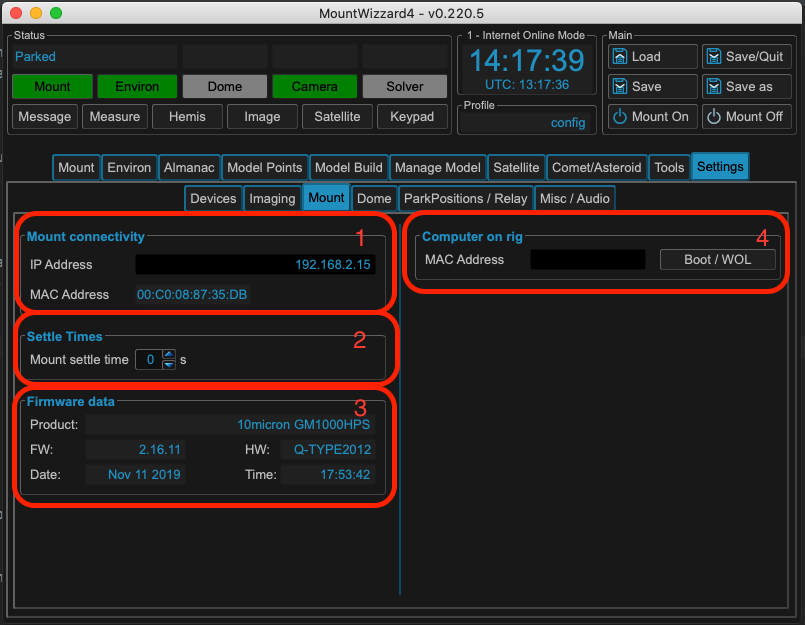 MountWizzard4 - v0.220.5
Status
Parked
Mount Environ Dome Camera Solver
Message Measure Hemis Image Satellite Keypad
1 - Internet Online Mode
14:17:39
UTC: 13:17:36
Profile
config
Main
Load Save/Quit
Save Save as
Mount On Mount Off
Mount Environ Almanac Model Points Model Build Manage Model Satellite Comet/Asteroid Tools Settings
Devices Imaging Mount Dome ParkPositions / Relay Misc / Audio
Mount connectivity 1
IP Address 192.168.2.15
MAC Address 00:C0:08:87:35:DB
Settle Times 2
Mount settle time 0 s
Firmware data 3
Product: 10micron GM1000HPS
FW: 2.16.11 HW: Q-TYPE2012
Date: Nov 11 2019 Time: 17:53:42
Computer on rig 4
MAC Address Boot / WOL